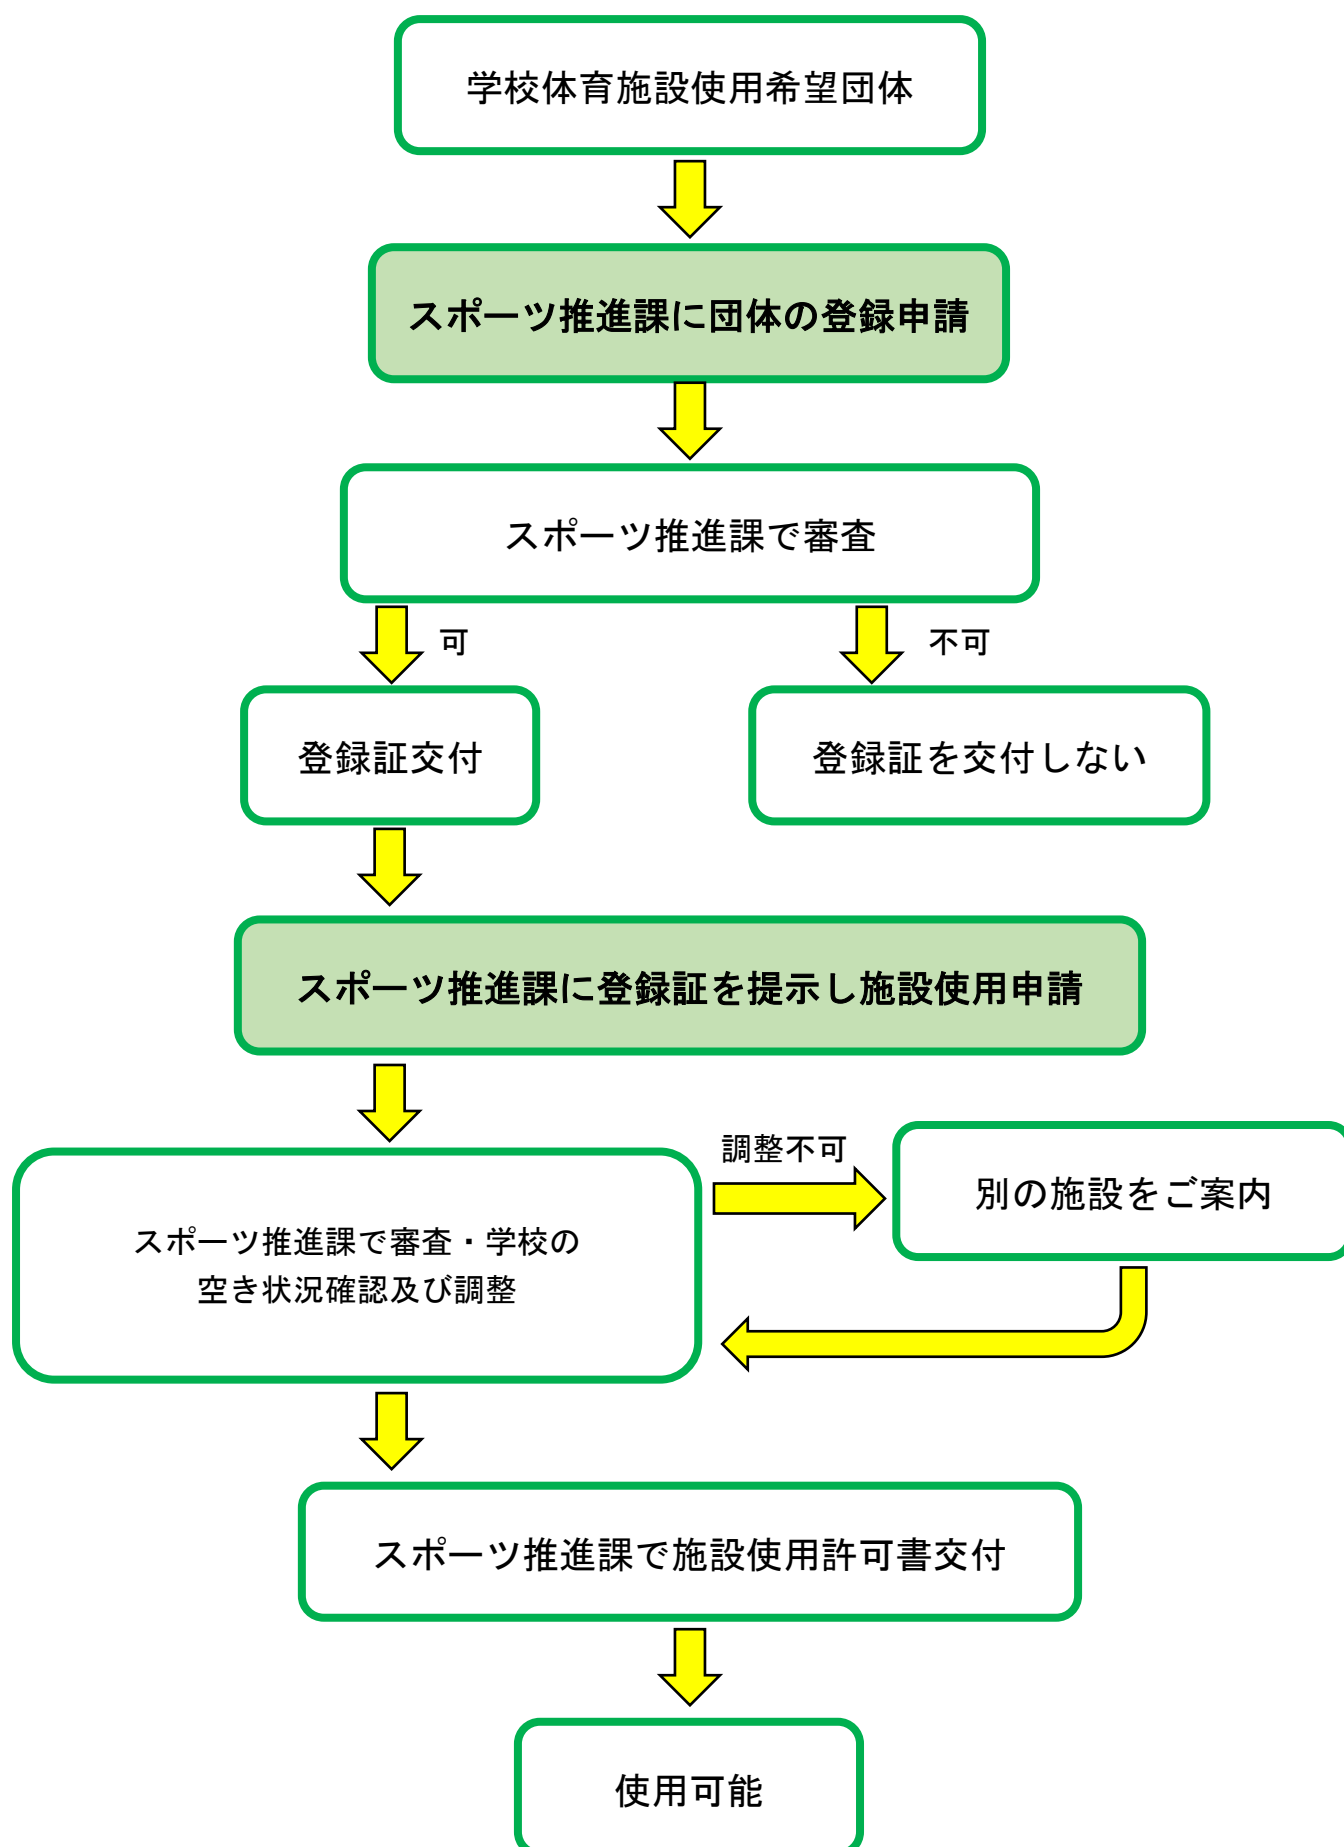 学校体育施設使用希望団体
スポーツ推進課に団体の登録申請
スポーツ推進課で審査
可
不可
登録証交付
登録証を交付しない
スポーツ推進課に登録証を提示し施設使用申請
調整不可
別の施設をご案内
スポーツ推進課で審査・学校の
空き状況確認及び調整
スポーツ推進課で施設使用許可書交付
使用可能